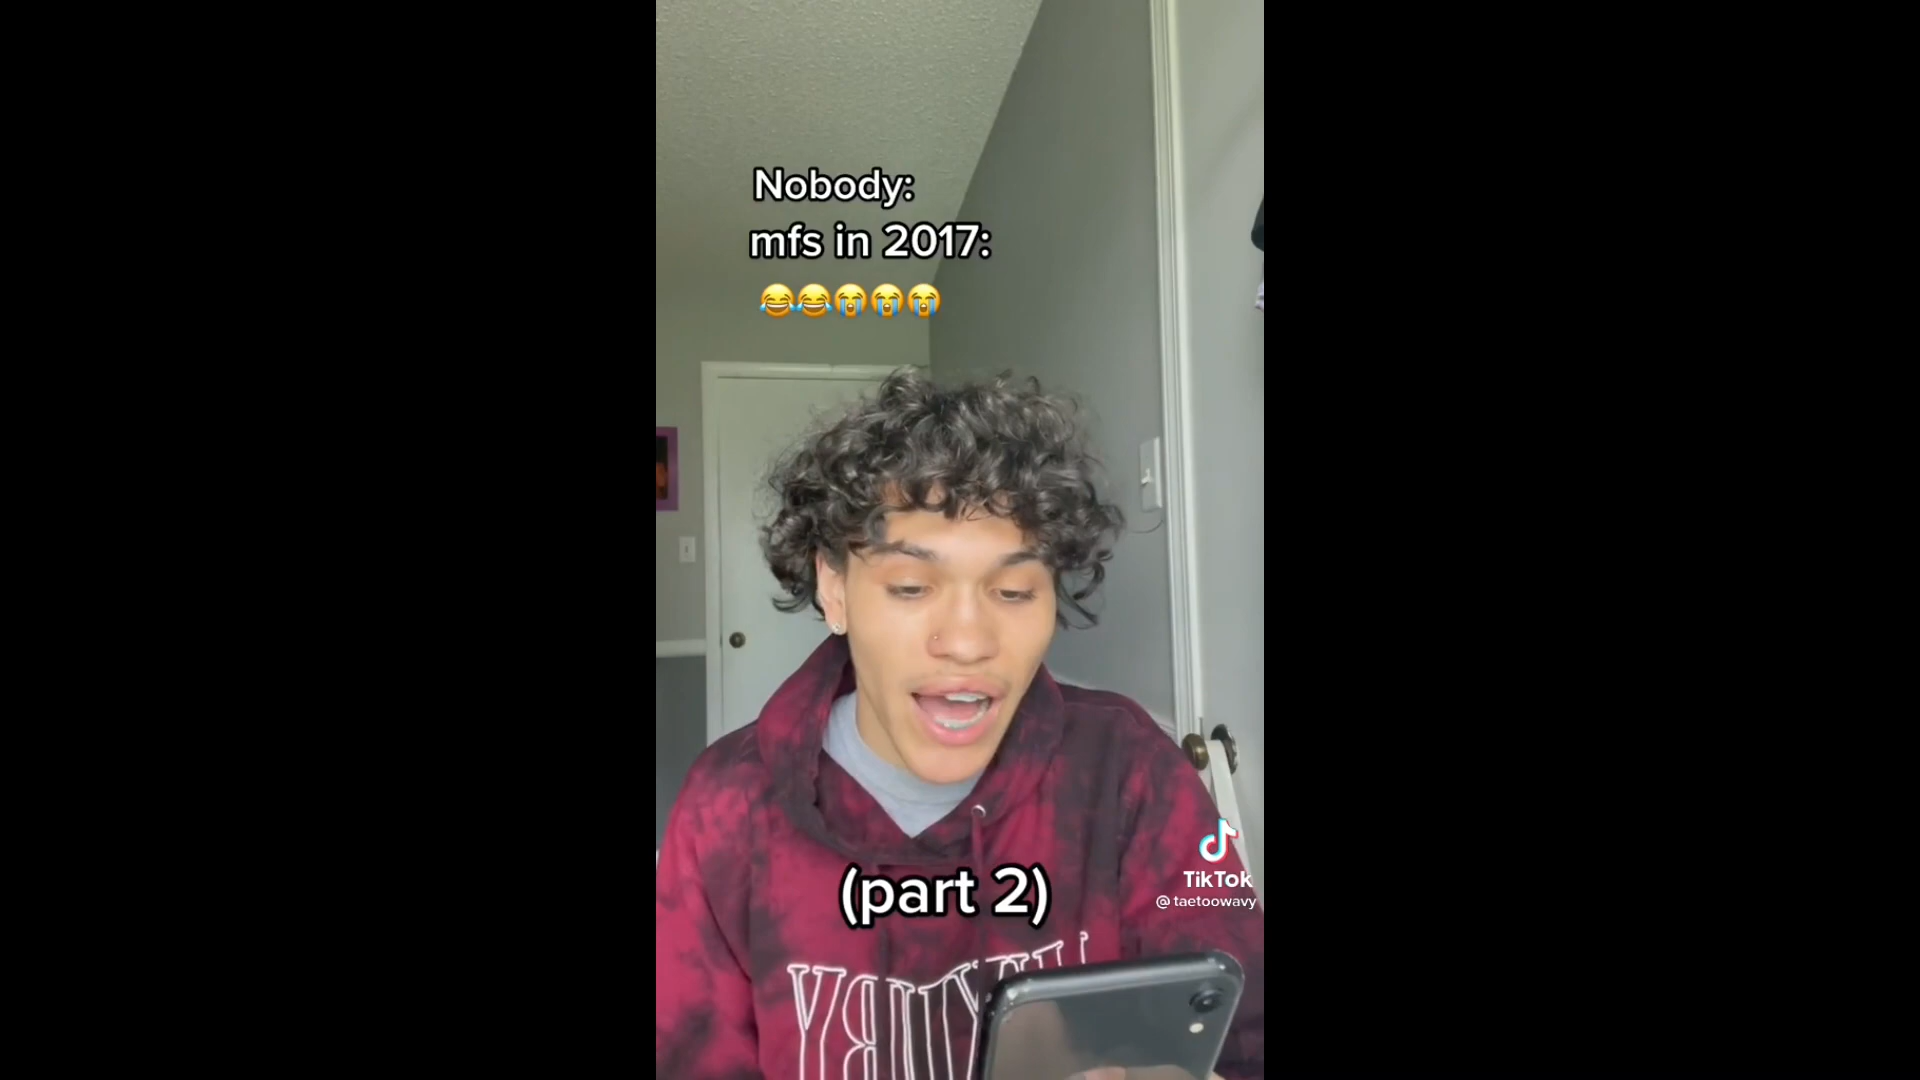 Nobody:
mfs in 2017:
😂😂😭😭😭
(part 2)
TikTok
@taetoowavy